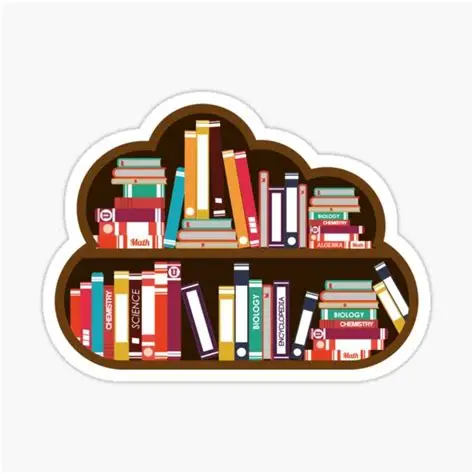 Math
BIOLOGY
CHEMISTRY
ALGEBRA
CHEMISTRY
SCIENCE
U
BIOLOGY
ENCYCLOPEDIA
BIOLOGY
CHEMISTRY
Math